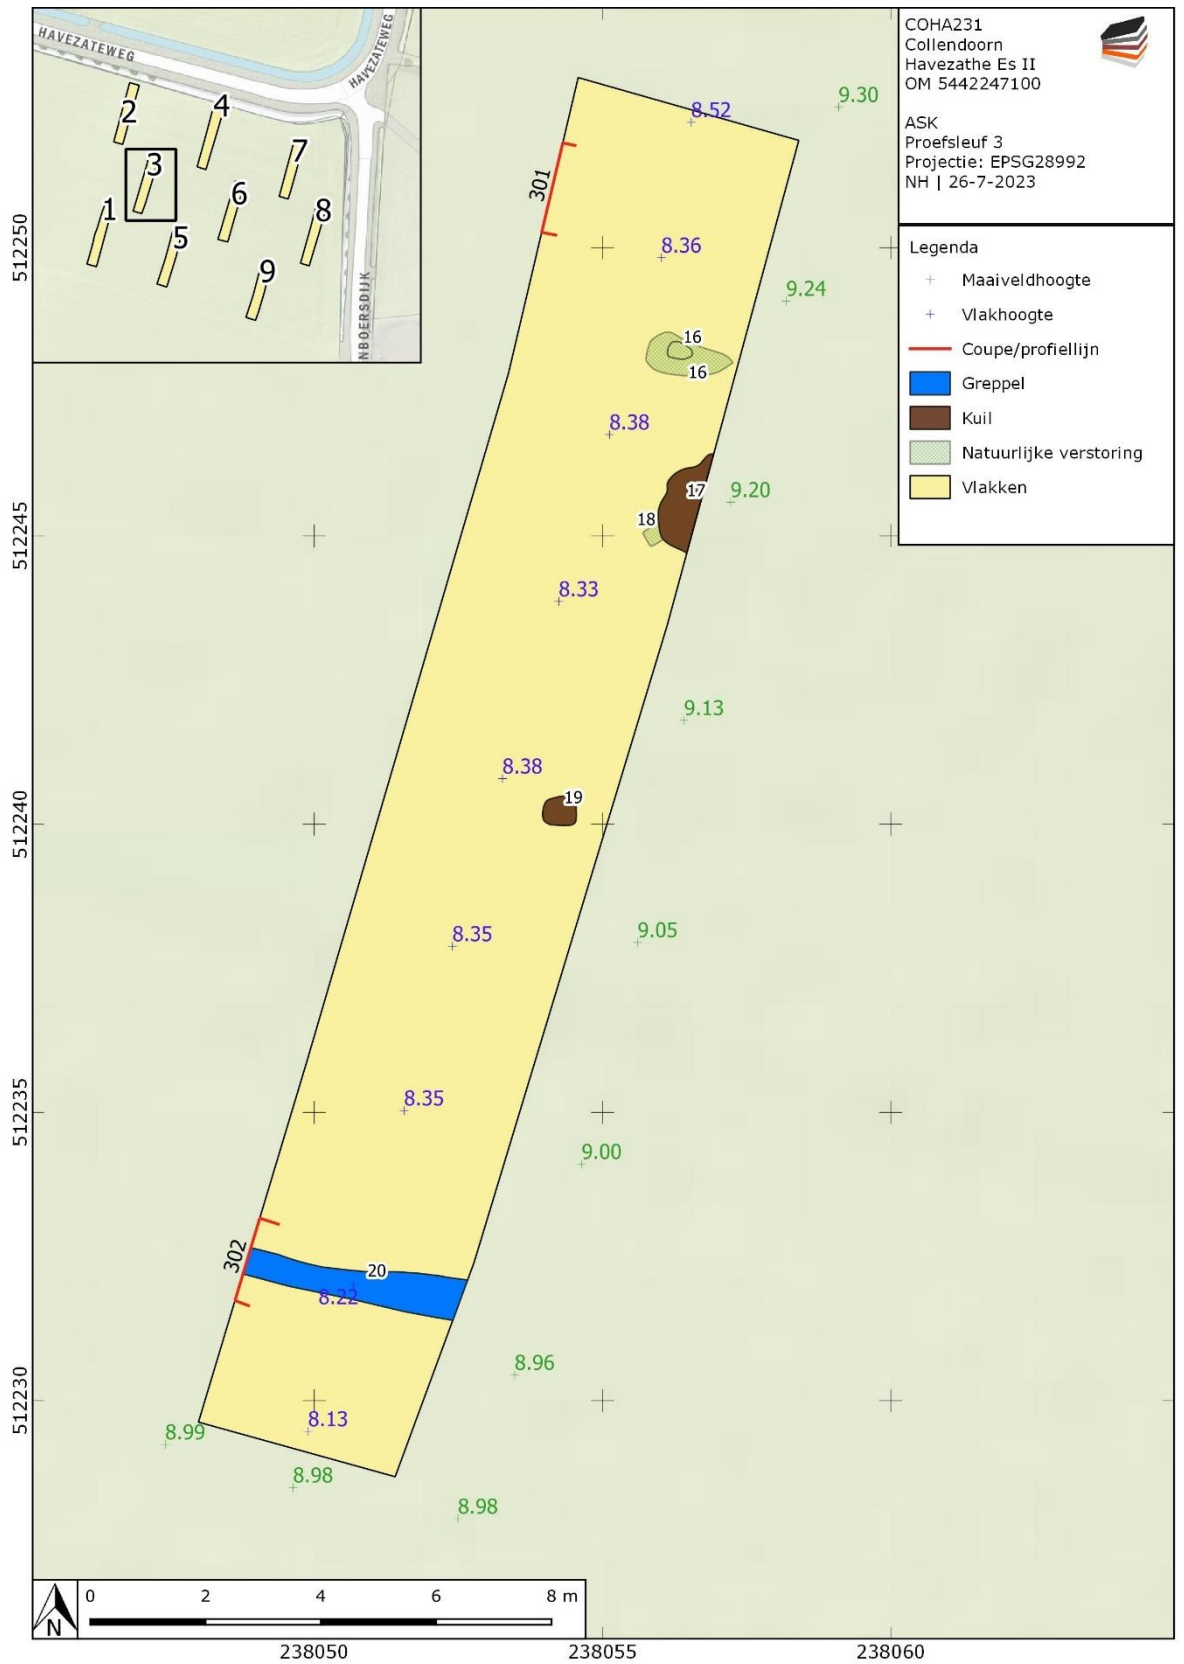 HAVEZATEWEG
HAVEZATEWEG
NBOERSDIJK
2
4
3
7
1
6
5
8
9
COHA231
Collendoorn
Havezathe Es II
OM 5442247100
ASK
Proefsleuf 3
Projectie: EPSG28992
NH | 26-7-2023
Legenda
Maaiveldhoogte
Vlakhoogte
Coupe/profiellijn
Greppel
Kuil
Natuurlijke verstoring
Vlakken
8.52
9.30
301
8.36
9.24
16
16
8.38
17
9.20
18
8.33
9.13
8.38
19
8.35
9.05
8.35
9.00
302
20
8.22
8.96
8.13
8.99
8.98
8.98
512250
512245
512240
512235
512230
N
0 2 4 6 8 m
238050 238055 238060